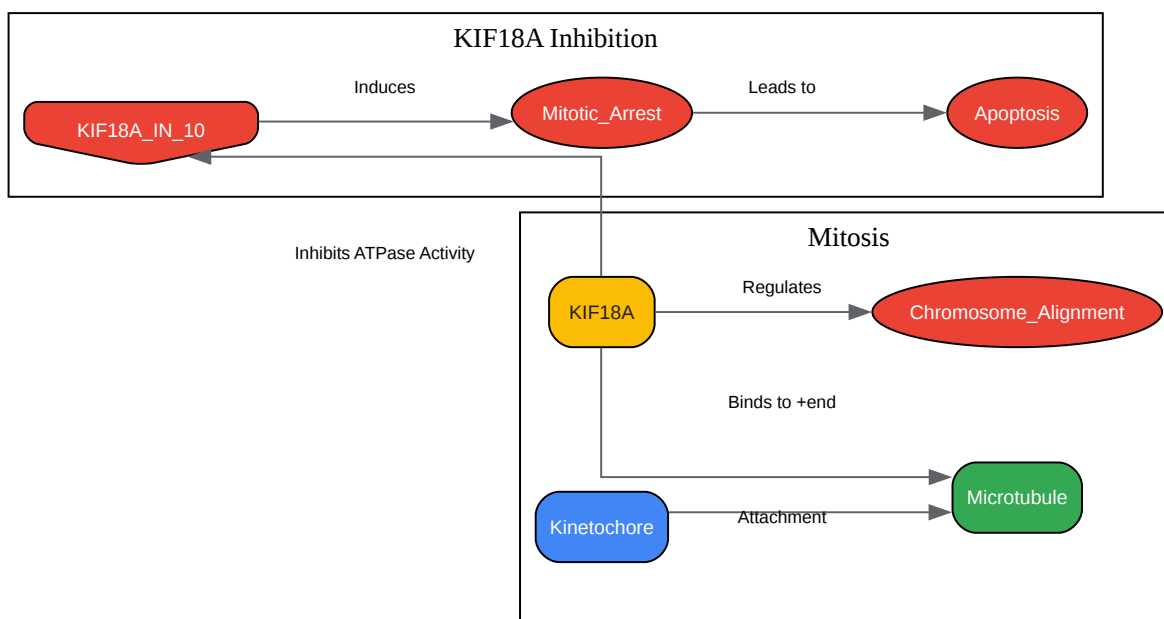 KIF18A Inhibition
Induces
Leads to
KIF18A_IN_10
Mitotic_Arrest
Apoptosis
Inhibits ATPase Activity
Mitosis
Regulates
KIF18A
Chromosome_Alignment
Binds to +end
Microtubule
Attachment
Kinetochore